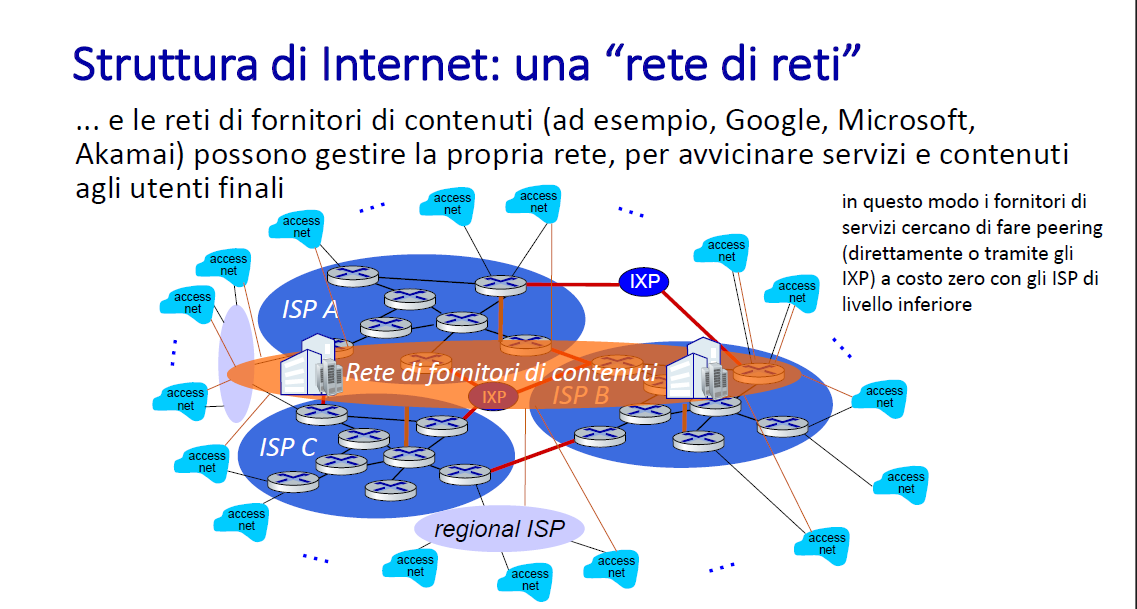 Struttura di Internet: una “rete di reti”
... e le reti di fornitori di contenuti (ad esempio, Google, Microsoft,
Akamai) possono gestire la propria rete, per avvicinare servizi e contenuti
agli utenti finali
in questo modo i fornitori di
servizi cercano di fare peering
(direttamente o tramite gli
IXP) a costo zero con gli ISP di
livello inferiore
access
net
access
net
access
net
access
net
access
net
access
net
access
net
IXP
ISP A
Rete di fornitori di contenuti
IXP
ISP B
access
net
access
net
ISP C
access
net
access
net
access
net
regional ISP
access
net
access
net
access
net
access
net